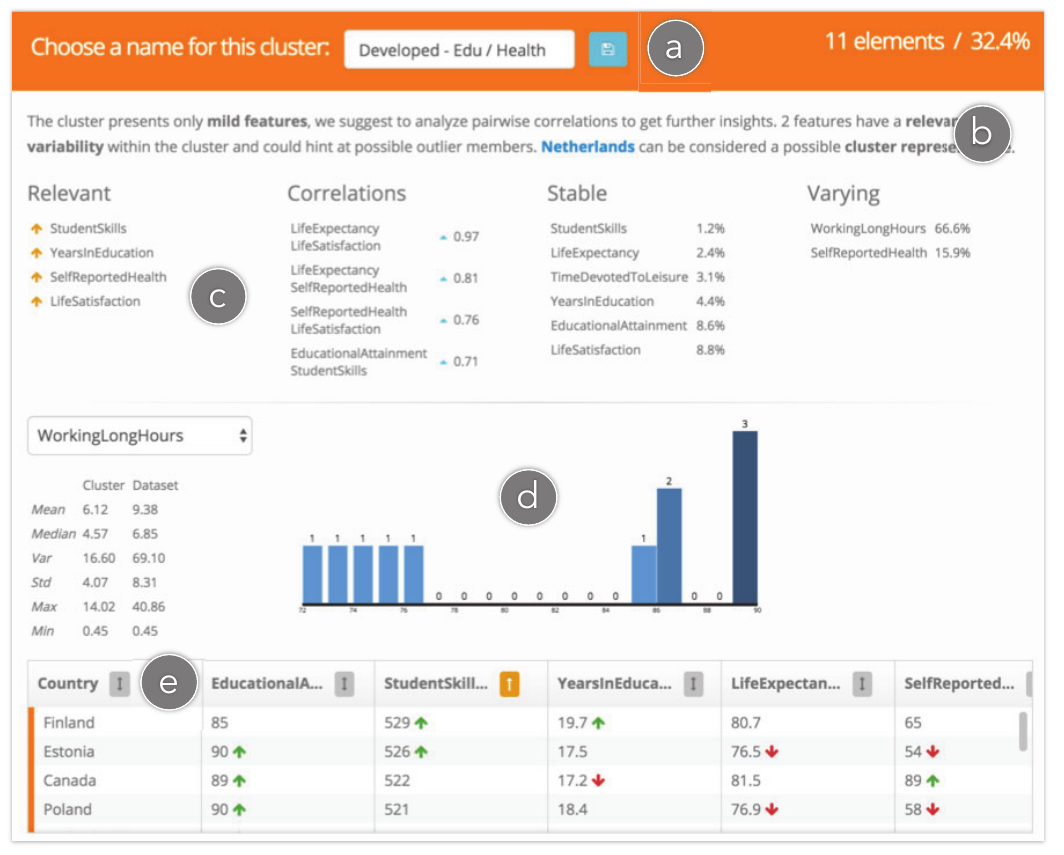 Choose a name for this cluster:
Developed - Edu / Health
a
11 elements / 32.4%
The cluster presents only mild features, we suggest to analyze pairwise correlations to get further insights. 2 features have a
b
variability within the cluster and could hint at possible outlier members. Netherlands can be considered a possible cluster
Relevant
StudentSkills
YearsInEducation
SelfReportedHealth
LifeSatisfaction
c
Correlations
LifeExpectancy
LifeSatisfaction
0.97
LifeExpectancy
SelfReportedHealth
0.81
SelfReportedHealth
LifeSatisfaction
0.76
EducationalAttainment
StudentSkills
0.71
Stable
StudentSkills 1.2%
LifeExpectancy 2.4%
TimeDevotedToLeisure 3.1%
YearsInEducation 4.4%
EducationalAttainment 8.6%
LifeSatisfaction 8.8%
Varying
WorkingLongHours 66.6%
SelfReportedHealth 15.9%
WorkingLongHours
Cluster Dataset
Mean 6.12 9.38
Median 4.57 6.85
Var 16.60 69.10
Std 4.07 8.31
Max 14.02 40.86
Min 0.45 0.45
d
1 1 1 1 1 0 0 0 0 0 0 0 0 1 2 0 0 3
72 74 76 78 80 82 84 86 88 90
Country e EducationalA... StudentSkill... YearsInEduca... LifeExpectan... SelfReported...
Finland 85 529 19.7 80.7 65
Estonia 90 526 17.5 76.5 54
Canada 89 522 17.2 81.5 89
Poland 90 521 18.4 76.9 58